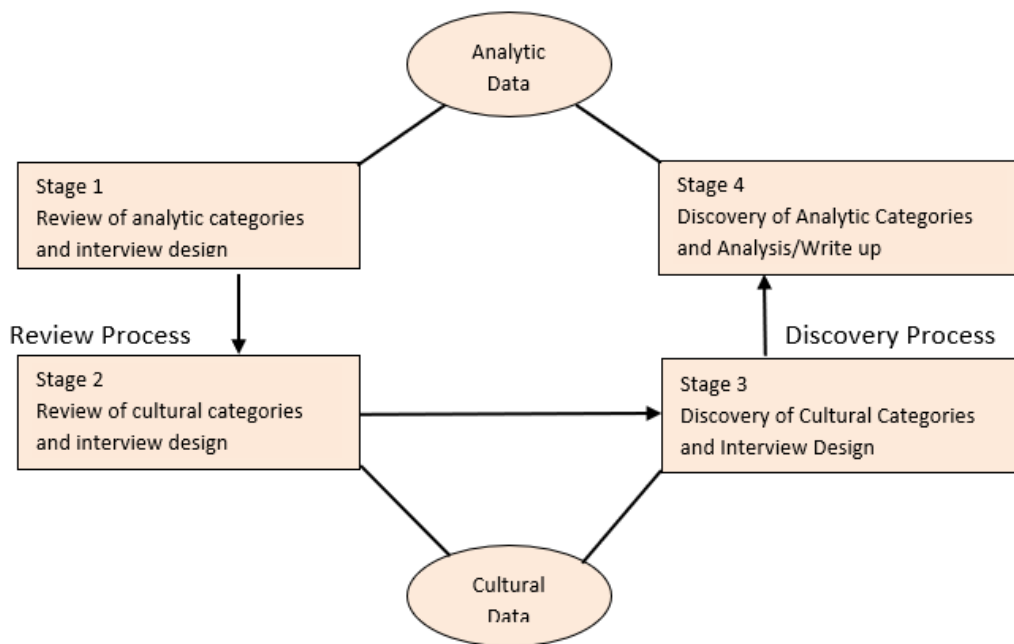 Analytic
Data
Stage 1
Review of analytic categories
and interview design
Stage 4
Discovery of Analytic Categories
and Analysis/Write up
Review Process
Discovery Process
Stage 2
Review of cultural categories
and interview design
Stage 3
Discovery of Cultural Categories
and Interview Design
Cultural
Data